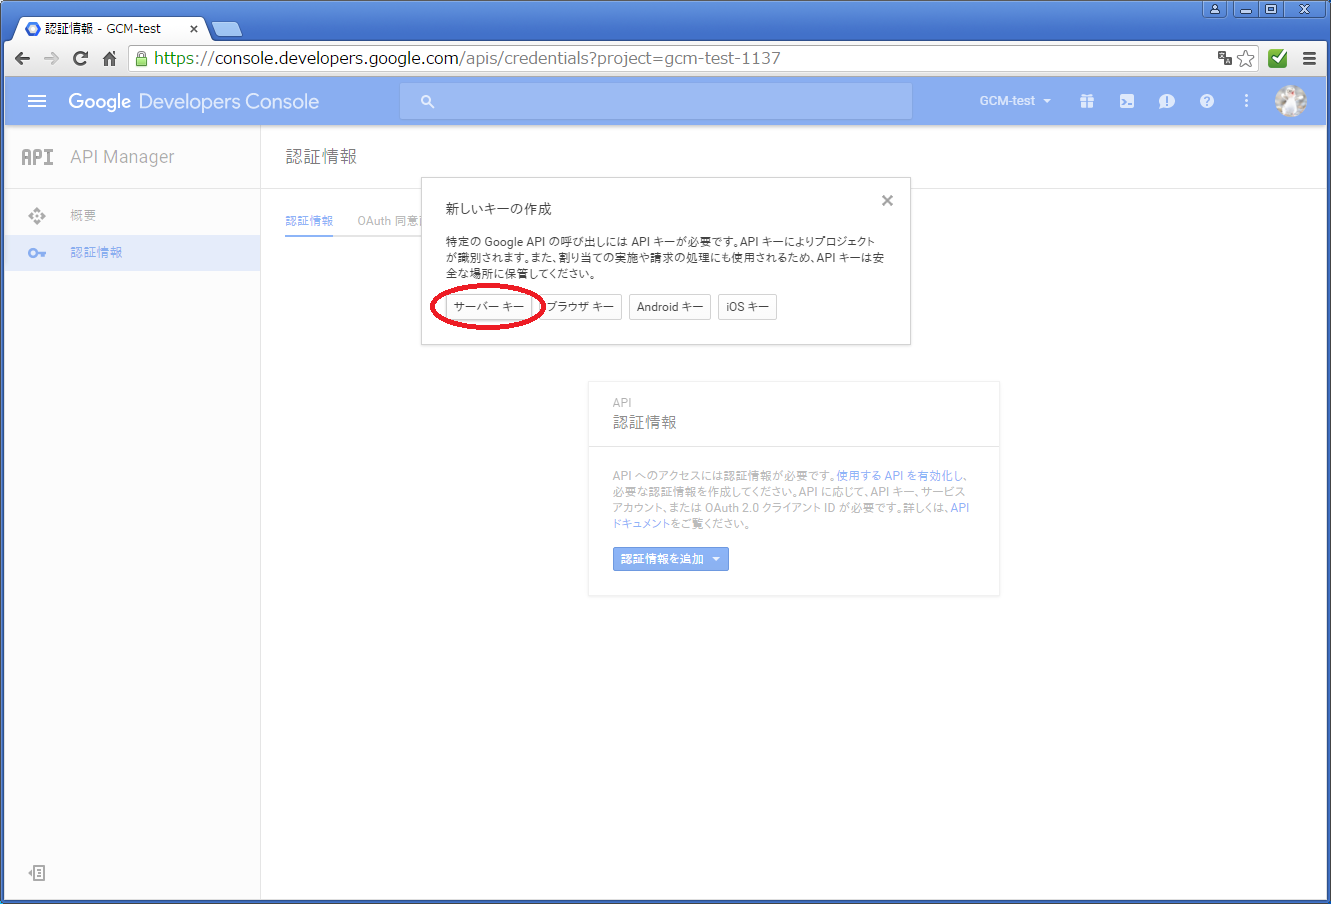 認証情報 - GCM-test
https://console.developers.google.com/apis/credentials?project=gcm-test-1137
Google Developers Console
GCM-test
API API Manager
認証情報
概要
認証情報
認証情報 OAuth 同意
新しいキーの作成
特定の Google API の呼び出しには API キーが必要です。API キーによりプロジェクト
が識別されます。また、割り当ての実施や請求の処理にも使用されるため、API キーは安
全な場所に保管してください。
サーバー キー ブラウザ キー Android キー iOS キー
API
認証情報
API へのアクセスには認証情報が必要です。使用する API を有効化し、
必要な認証情報を作成してください。API に応じて、API キー、サービス
アカウント、または OAuth 2.0 クライアント ID が必要です。詳しくは、API
ドキュメントをご覧ください。
認証情報を追加